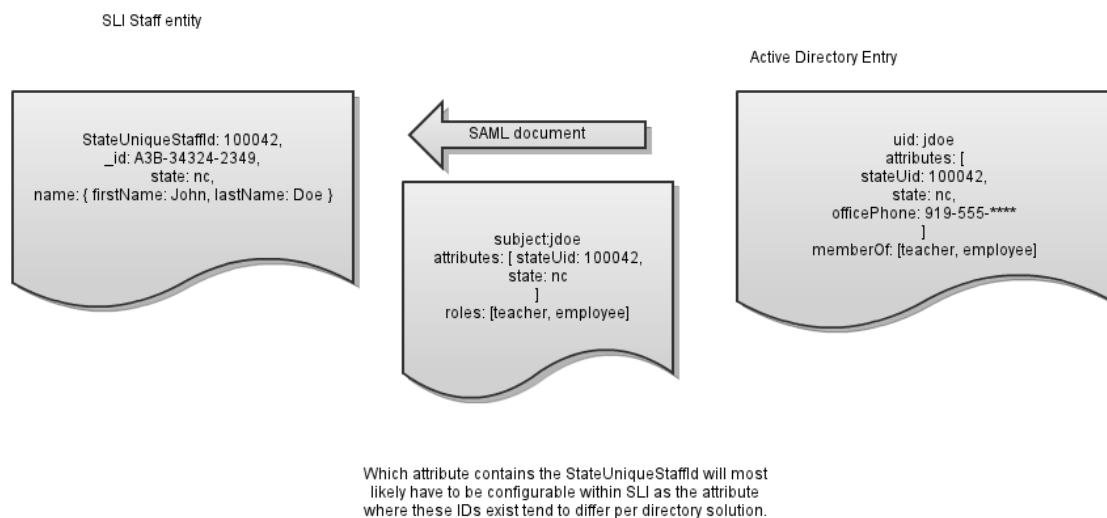 SLI Staff entity
Active Directory Entry
StateUniqueStaffId: 100042,
_id: A3B-34324-2349,
state: nc,
name: { firstName: John, lastName: Doe }
SAML document
subject:jdoe
attributes: [ stateUid: 100042,
state: nc
]
roles: [teacher, employee]
uid: jdoe
attributes: [
stateUid: 100042,
state: nc,
officePhone: 919-555-****
]
memberOf: [teacher, employee]
Which attribute contains the StateUniqueStaffId will most
likely have to be configurable within SLI as the attribute
where these IDs exist tend to differ per directory solution.